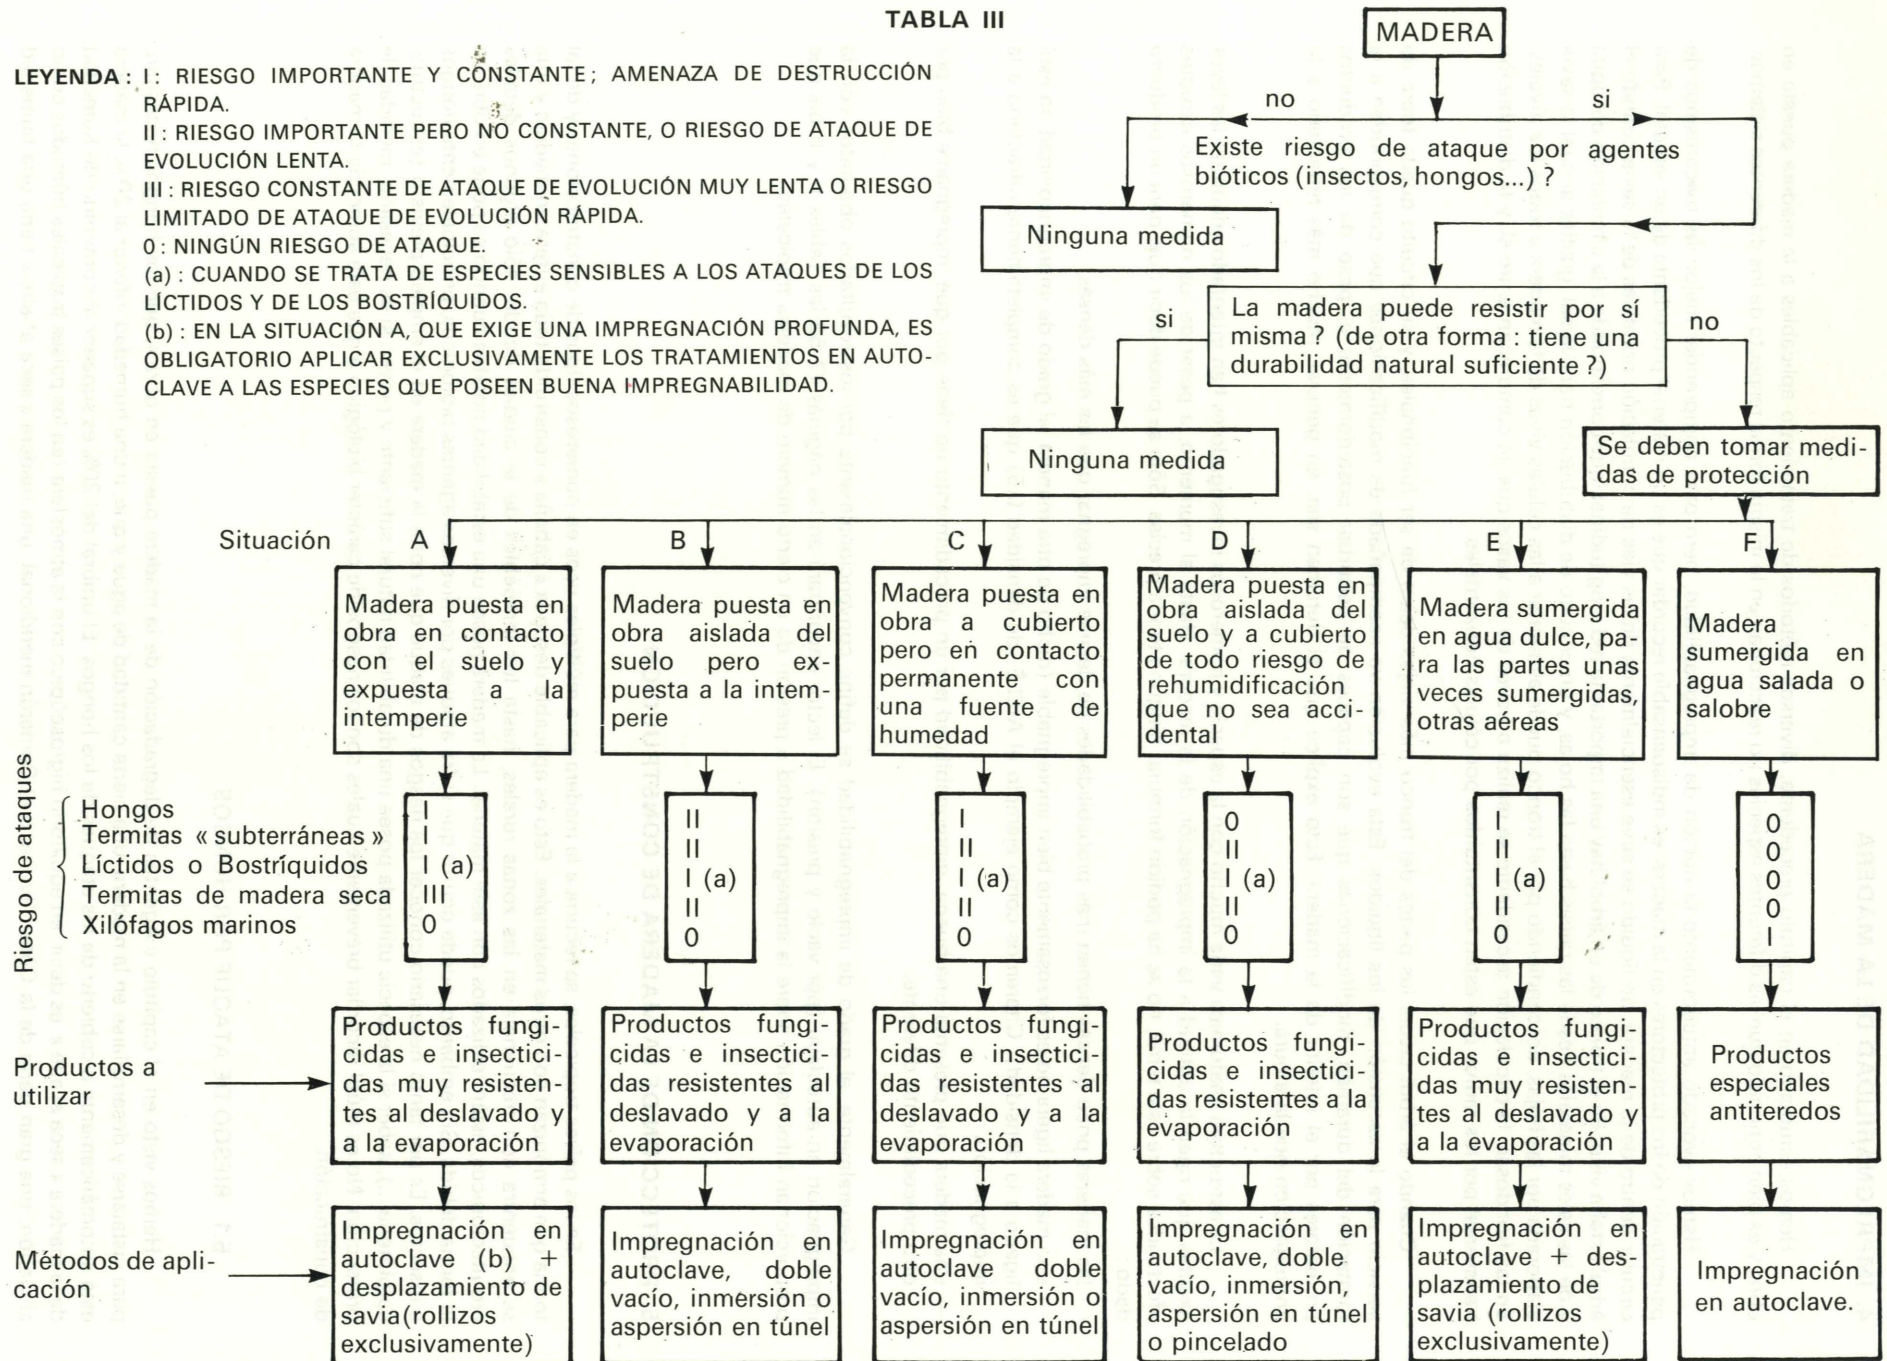 TABLA III
LEYENDA : I : RIESGO IMPORTANTE Y CONSTANTE ; AMENAZA DE DESTRUCCIÓN
RÁPIDA.
II : RIESGO IMPORTANTE PERO NO CONSTANTE, O RIESGO DE ATAQUE DE
EVOLUCIÓN LENTA.
III : RIESGO CONSTANTE DE ATAQUE DE EVOLUCIÓN MUY LENTA O RIESGO
LIMITADO DE ATAQUE DE EVOLUCIÓN RÁPIDA.
0 : NINGÚN RIESGO DE ATAQUE.
(a) : CUANDO SE TRATA DE ESPECIES SENSIBLES A LOS ATAQUES DE LOS
LÍCTIDOS Y DE LOS BOSTRÍQUIDOS.
(b) : EN LA SITUACIÓN A, QUE EXIGE UNA IMPREGNACIÓN PROFUNDA, ES
OBLIGATORIO APLICAR EXCLUSIVAMENTE LOS TRATAMIENTOS EN AUTO-
CLAVE A LAS ESPECIES QUE POSEEN BUENA IMPREGNABILIDAD.
MADERA
no si
Existe riesgo de ataque por agentes
bióticos (insectos, hongos...) ?
Ninguna medida
si
La madera puede resistir por sí
misma ? (de otra forma : tiene una
durabilidad natural suficiente ?)
no
Ninguna medida
Se deben tomar medi-
das de protección
Situación A B C D E F
Madera puesta en
obra en contacto
con el suelo y
expuesta a la
intemperie
Madera puesta en
obra aislada del
suelo pero ex-
puesta a la intem-
perie
Madera puesta en
obra a cubierto
pero en contacto
permanente con
una fuente de
humedad
Madera puesta en
obra aislada del
suelo y a cubierto
de todo riesgo de
rehumidificación
que no sea acci-
dental
Madera sumergida
en agua dulce, pa-
ra las partes unas
veces sumergidas,
otras aéreas
Madera
sumergida en
agua salada o
salobre
Riesgo de ataques
Hongos I II I 0 I 0
Termitas « subterráneas » I II II II II 0
Líctidos o Bostríquidos I (a) I (a) I (a) I (a) I (a) 0
Termitas de madera seca III II II II II 0
Xilófagos marinos 0 0 0 0 0 I
Productos a
utilizar
Productos fungi-
cidas e insectici-
das muy resisten-
tes al deslavado y
a la evaporación
Productos fungi-
cidas e insectici-
das resistentes al
deslavado y a la
evaporación
Productos fungi-
cidas e insectici-
das resistentes al
deslavado y a la
evaporación
Productos fungi-
cidas e insectici-
das resistentes a la
evaporación
Productos fungi-
cidas e insectici-
das muy resisten-
tes al deslavado y
a la evaporación
Productos
especiales
antiteredos
Métodos de apli-
cación
Impregnación en
autoclave (b) +
desplazamiento de
savia(rollizos
exclusivamente)
Impregnación en
autoclave, doble
vacío, inmersión o
aspersión en túnel
Impregnación en
autoclave doble
vacío, inmersión o
aspersión en túnel
Impregnación en
autoclave, doble
vacío, inmersión,
aspersión en túnel
o pincelado
Impregnación en
autoclave + des-
plazamiento de
savia (rollizos
exclusivamente)
Impregnación
en autoclave.